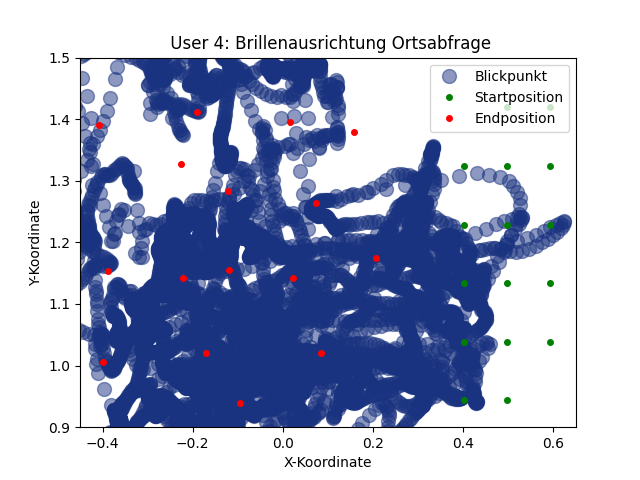 User 4: Brillenausrichtung Ortsabfrage
1.5
1.4
1.3
1.2
1.1
1.0
0.9
Y-Koordinate
Blickpunkt
Startposition
Endposition
−0.4 −0.2 0.0 0.2 0.4 0.6
X-Koordinate